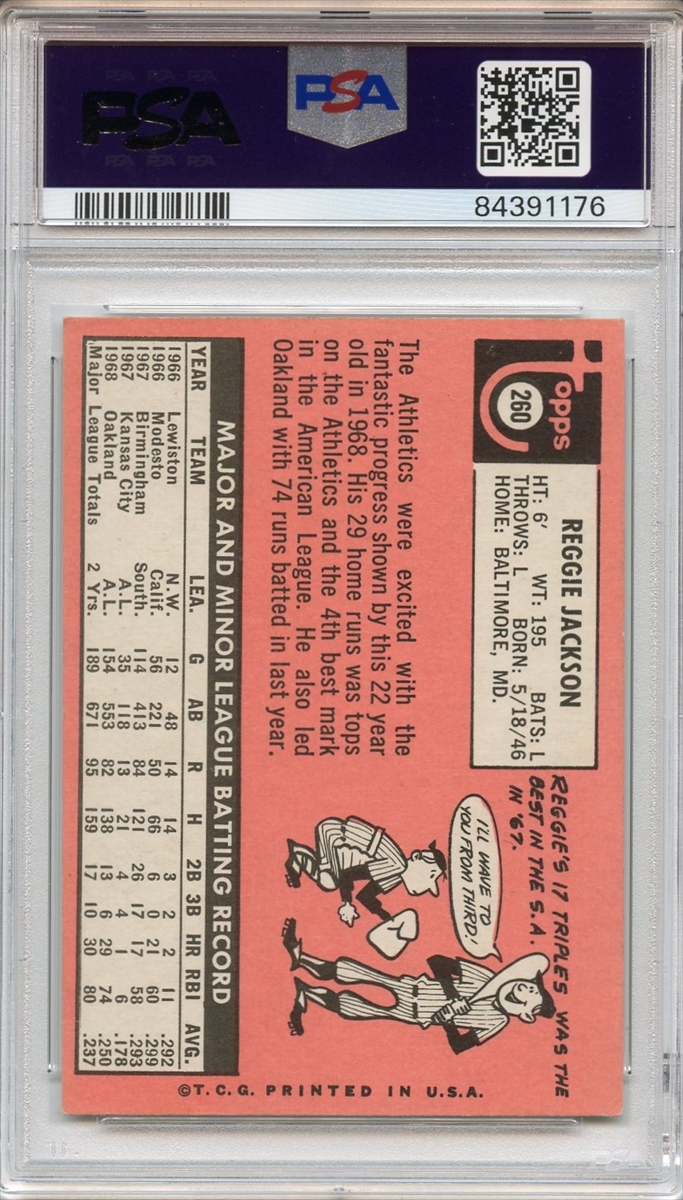 PSA PSA PSA
PSA
PSA PSA PSA
PSA
84391176
Topps
260
REGGIE JACKSON
HT: 6' WT: 195 BATS: L
THROWS: L BORN: 5/18/46
HOME: BALTIMORE, MD.
REGGIE'S 17 TRIPLES WAS THE
BEST IN THE S.A.
IN '67.
I'LL WAVE TO
YOU FROM THIRD!
The Athletics were excited with the
fantastic progress shown by this 22 year
old in 1968. His 29 home runs was tops
on the Athletics and the 4th best mark
in the American League. He also led
Oakland with 74 runs batted in last year.
MAJOR AND MINOR LEAGUE BATTING RECORD
YEAR TEAM LEA. G AB R H 2B 3B HR RBI AVG.
1966 Lewiston N.W. 12 48 14 14 3 2 2 11 .292
1966 Modesto Calif. 56 221 50 66 6 0 21 60 .299
1967 Birmingham South. 114 413 84 121 26 17 17 58 .293
1967 Kansas City A.L. 35 118 13 21 4 4 1 6 .178
1968 Oakland A.L. 154 553 82 138 13 6 29 74 .250
Major League Totals 2 Yrs. 189 671 95 159 17 10 30 80 .237
©T.C.G. PRINTED IN U.S.A.